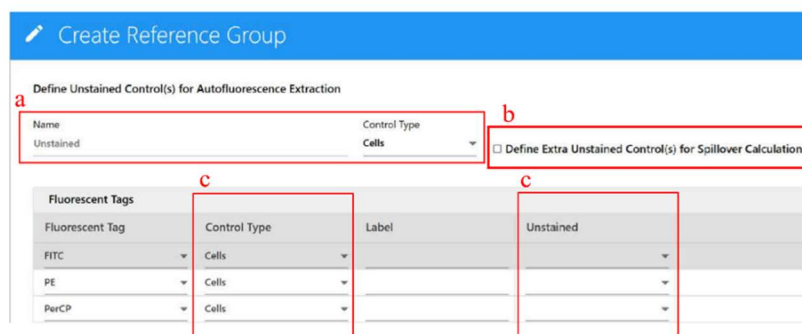 Create Reference Group
Define Unstained Control(s) for Autofluorescence Extraction
a
b
Name Control Type
Unstained Cells
Define Extra Unstained Control(s) for Spillover Calculation
c c
Fluorescent Tags
Fluorescent Tag Control Type Label Unstained
FITC Cells
PE Cells
PerCP Cells